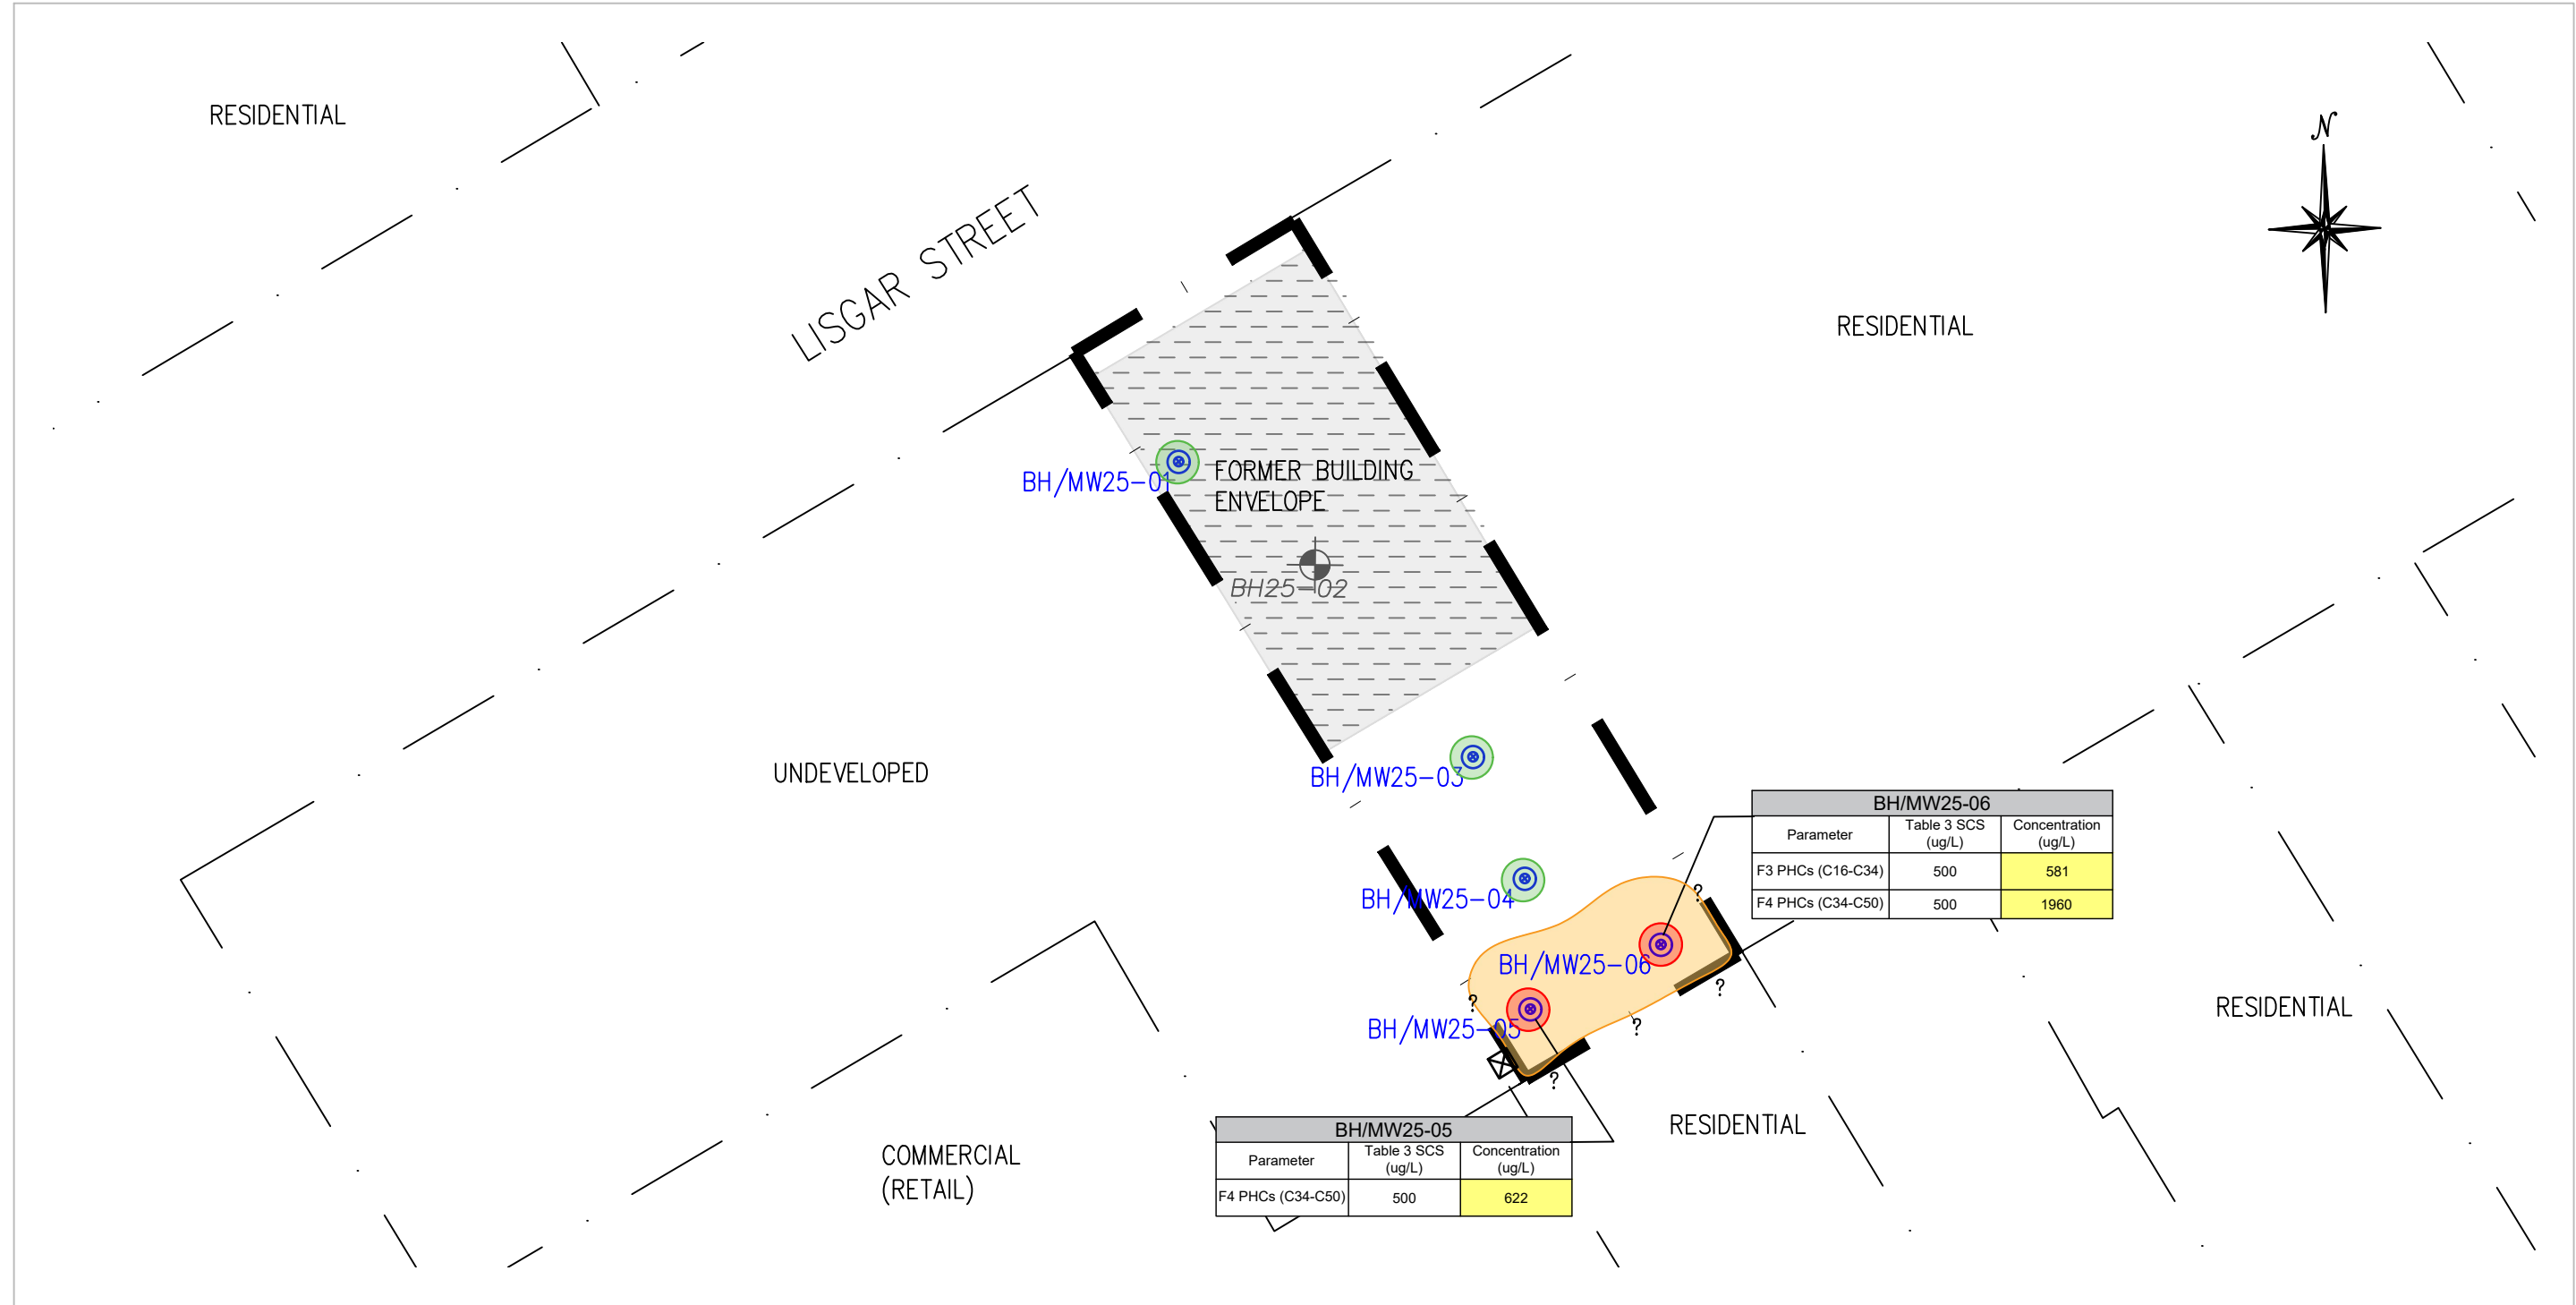 RESIDENTIAL
N
LISGAR STREET
RESIDENTIAL
BH/MW25-01
FORMER BUILDING
ENVELOPE
BH25-02
UNDEVELOPED
BH/MW25-03
BH/MW25-06
Parameter Table 3 SCS (ug/L) Concentration (ug/L)
F3 PHCs (C16-C34) 500 581
F4 PHCs (C34-C50) 500 1960
BH/MW25-04
?
BH/MW25-06
?
?
BH/MW25-05
?
?
RESIDENTIAL
RESIDENTIAL
BH/MW25-05
Parameter Table 3 SCS (ug/L) Concentration (ug/L)
F4 PHCs (C34-C50) 500 622
COMMERCIAL
(RETAIL)